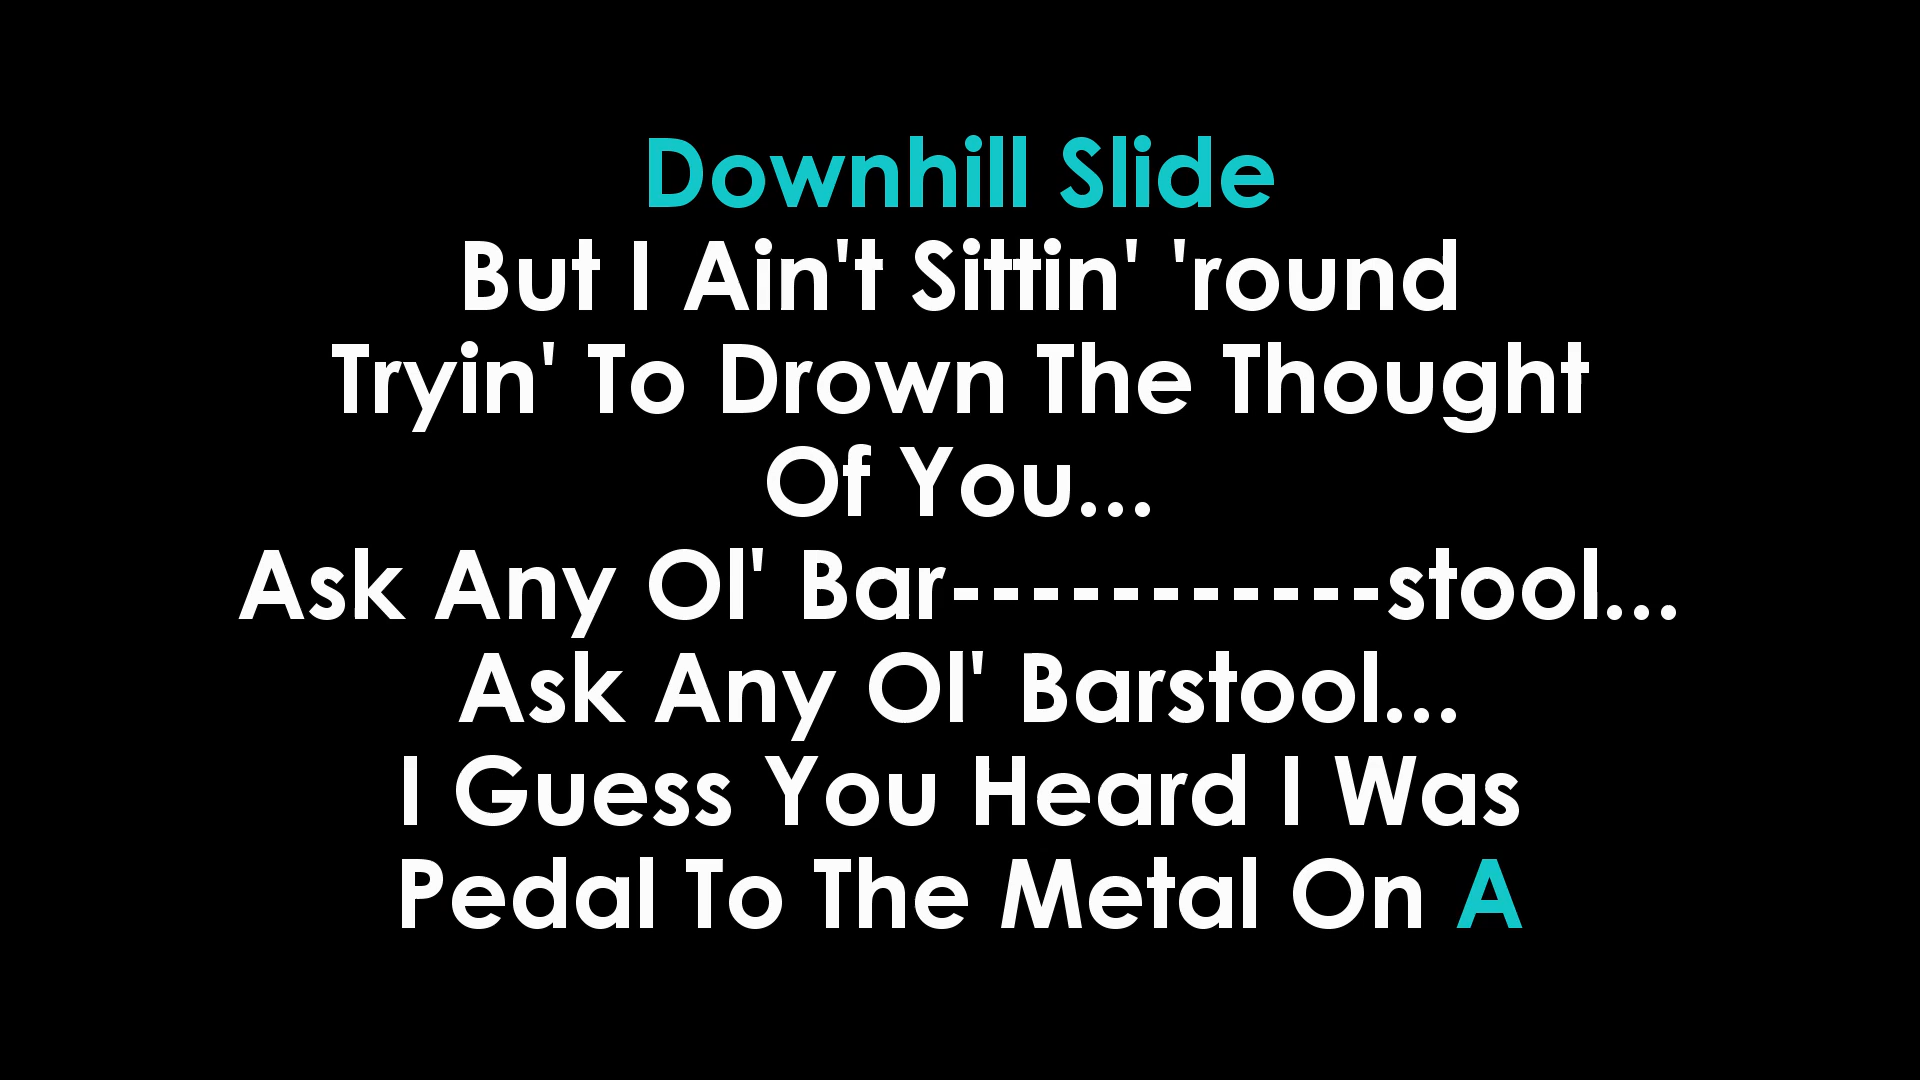 Downhill Slide
But I Ain't Sittin' 'round
Tryin' To Drown The Thought
Of You...
Ask Any Ol' Bar-----------stool...
Ask Any Ol' Barstool...
I Guess You Heard I Was
Pedal To The Metal On A